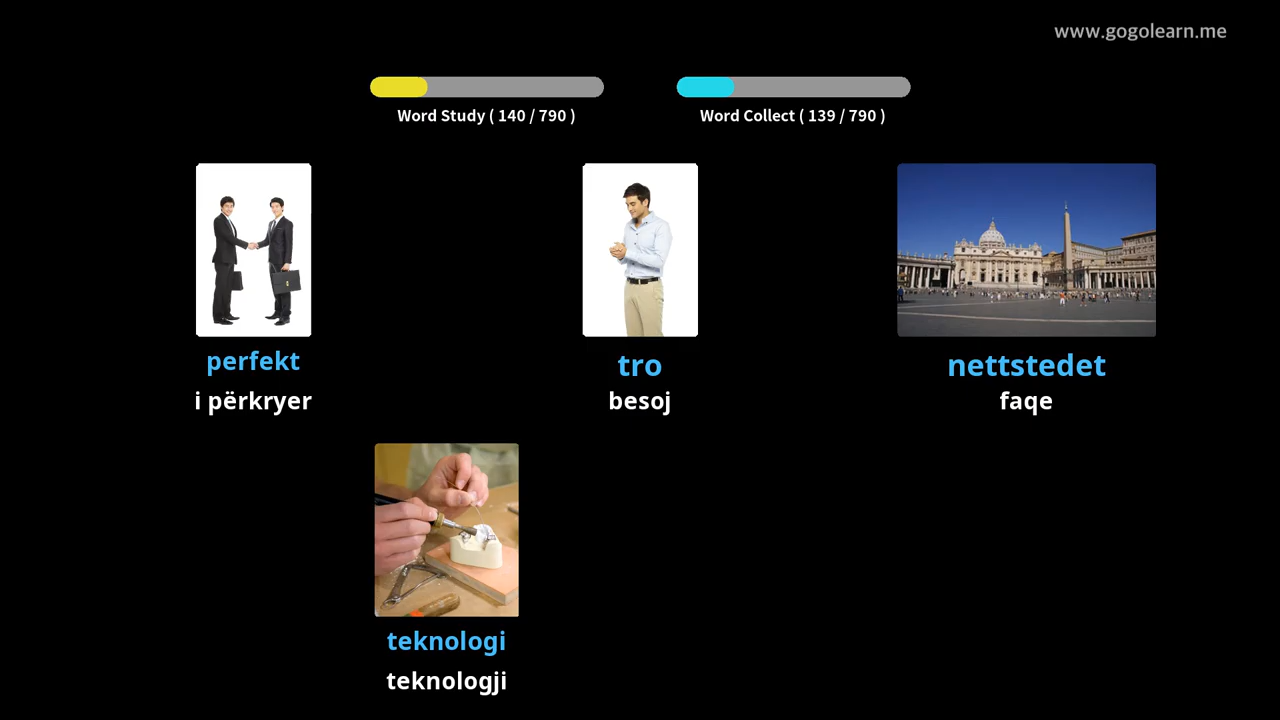 www.gogolearn.me
Word Study ( 140 / 790 )
Word Collect ( 139 / 790 )
perfekt
tro
nettstedet
i përkryer
besoj
faqe
teknologi
teknologji